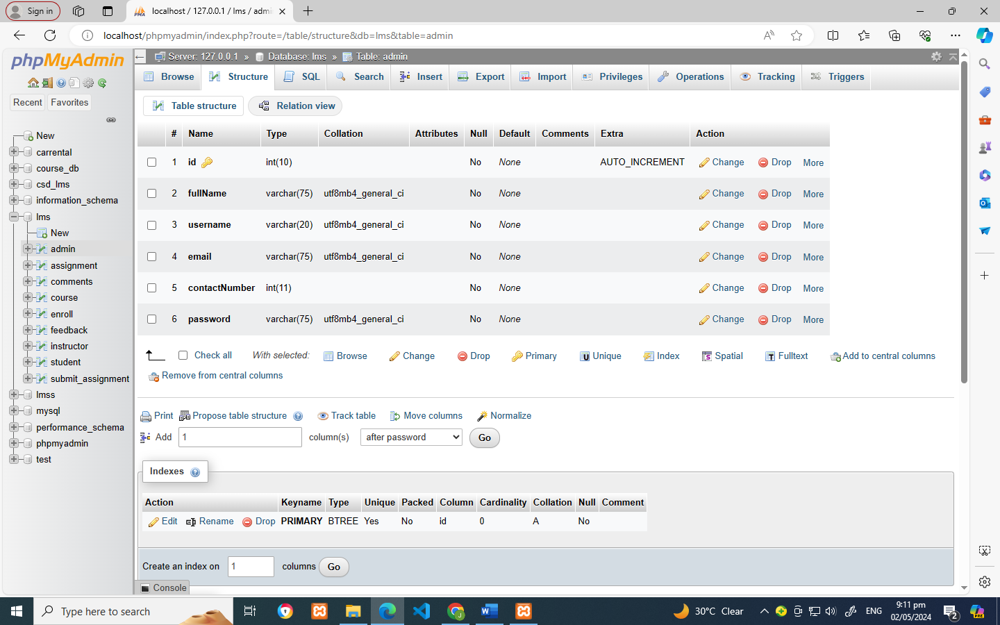 Sign in
localhost / 127.0.0.1 / lms / admi
localhost/phpmyadmin/index.php?route=/table/structure&db=lms&table=admin
phpMyAdmin
Recent
Favorites
New
carrental
course_db
csd_lms
information_schema
lms
New
admin
assignment
comments
course
enroll
feedback
instructor
student
submit_assignment
lmss
mysql
performance_schema
phpmyadmin
test
Server: 127.0.0.1 » Database: lms » Table: admin
Browse Structure SQL Search Insert Export Import Privileges Operations Tracking Triggers
Table structure Relation view
# Name Type Collation Attributes Null Default Comments Extra Action
1 id int(10) No None AUTO_INCREMENT Change Drop More
2 fullName varchar(75) utf8mb4_general_ci No None Change Drop More
3 username varchar(20) utf8mb4_general_ci No None Change Drop More
4 email varchar(75) utf8mb4_general_ci No None Change Drop More
5 contactNumber int(11) No None Change Drop More
6 password varchar(75) utf8mb4_general_ci No None Change Drop More
Check all With selected: Browse Change Drop Primary Unique Index Spatial Fulltext Add to central columns
Remove from central columns
Print Propose table structure Track table Move columns Normalize
Add 1 column(s) after password Go
Indexes
Action Keyname Type Unique Packed Column Cardinality Collation Null Comment
Edit Rename Drop PRIMARY BTREE Yes No id 0 A No
Create an index on 1 columns Go
Console
Type here to search
30°C Clear
ENG
9:11 pm
02/05/2024
2
PRE